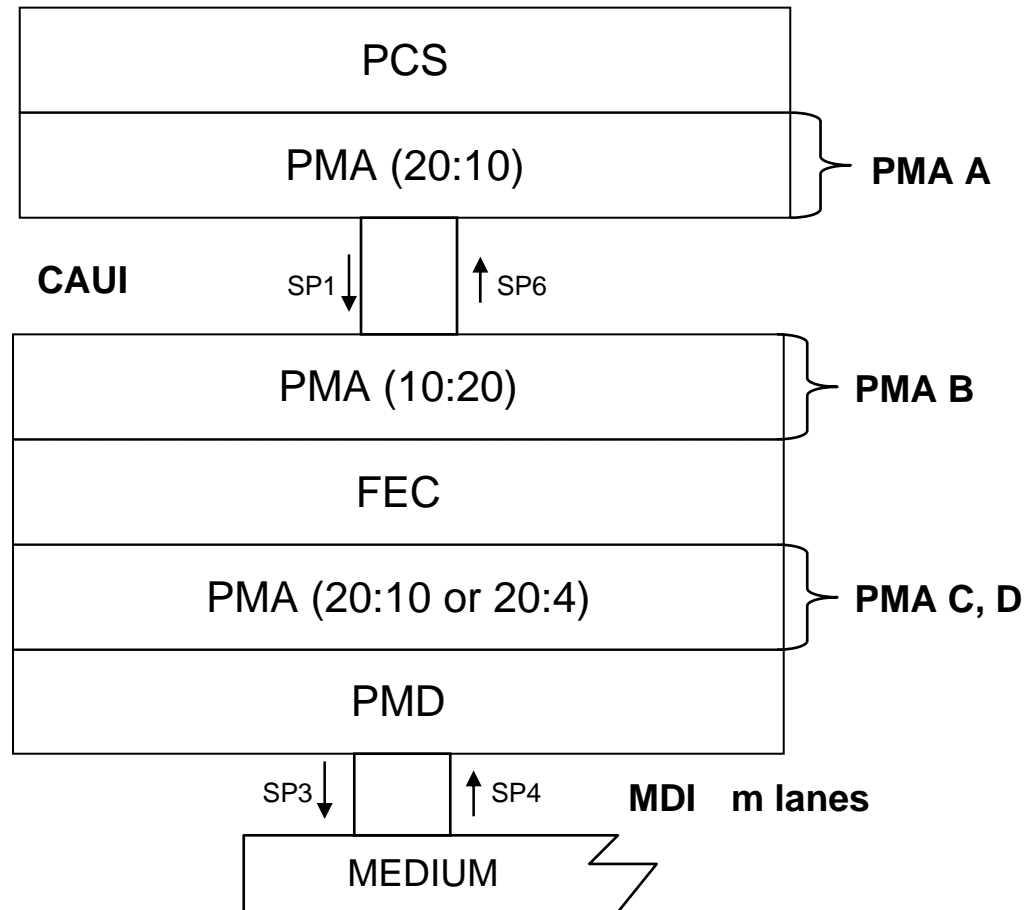 PCS
PMA (20:10)
PMA A
CAUI
SP1
SP6
PMA (10:20)
PMA B
FEC
PMA (20:10 or 20:4)
PMA C, D
PMD
SP3
SP4
MDI m lanes
MEDIUM